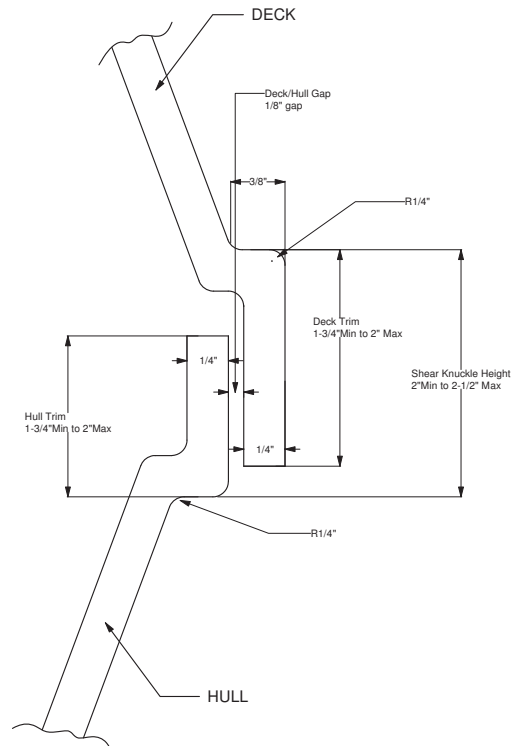 DECK
Deck/Hull Gap
1/8" gap
3/8"
R1/4"
Deck Trim
1-3/4"Min to 2" Max
1/4"
Shear Knuckle Height
2"Min to 2-1/2" Max
Hull Trim
1-3/4"Min to 2"Max
1/4"
R1/4"
HULL